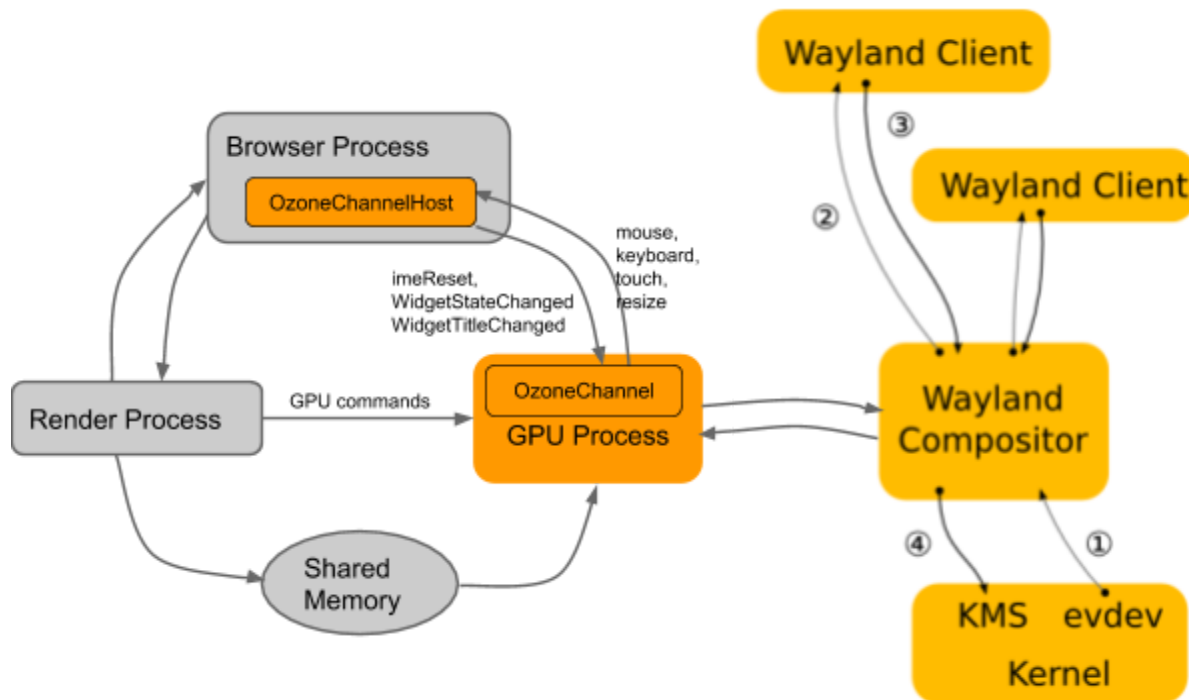 Wayland Client
③
Browser Process
OzoneChannelHost
Wayland Client
②
mouse,
keyboard,
touch,
resize
imeReset,
WidgetStateChanged
WidgetTitleChanged
OzoneChannel
GPU Process
GPU commands
Render Process
Wayland
Compositor
④
①
Shared
Memory
KMS evdev
Kernel